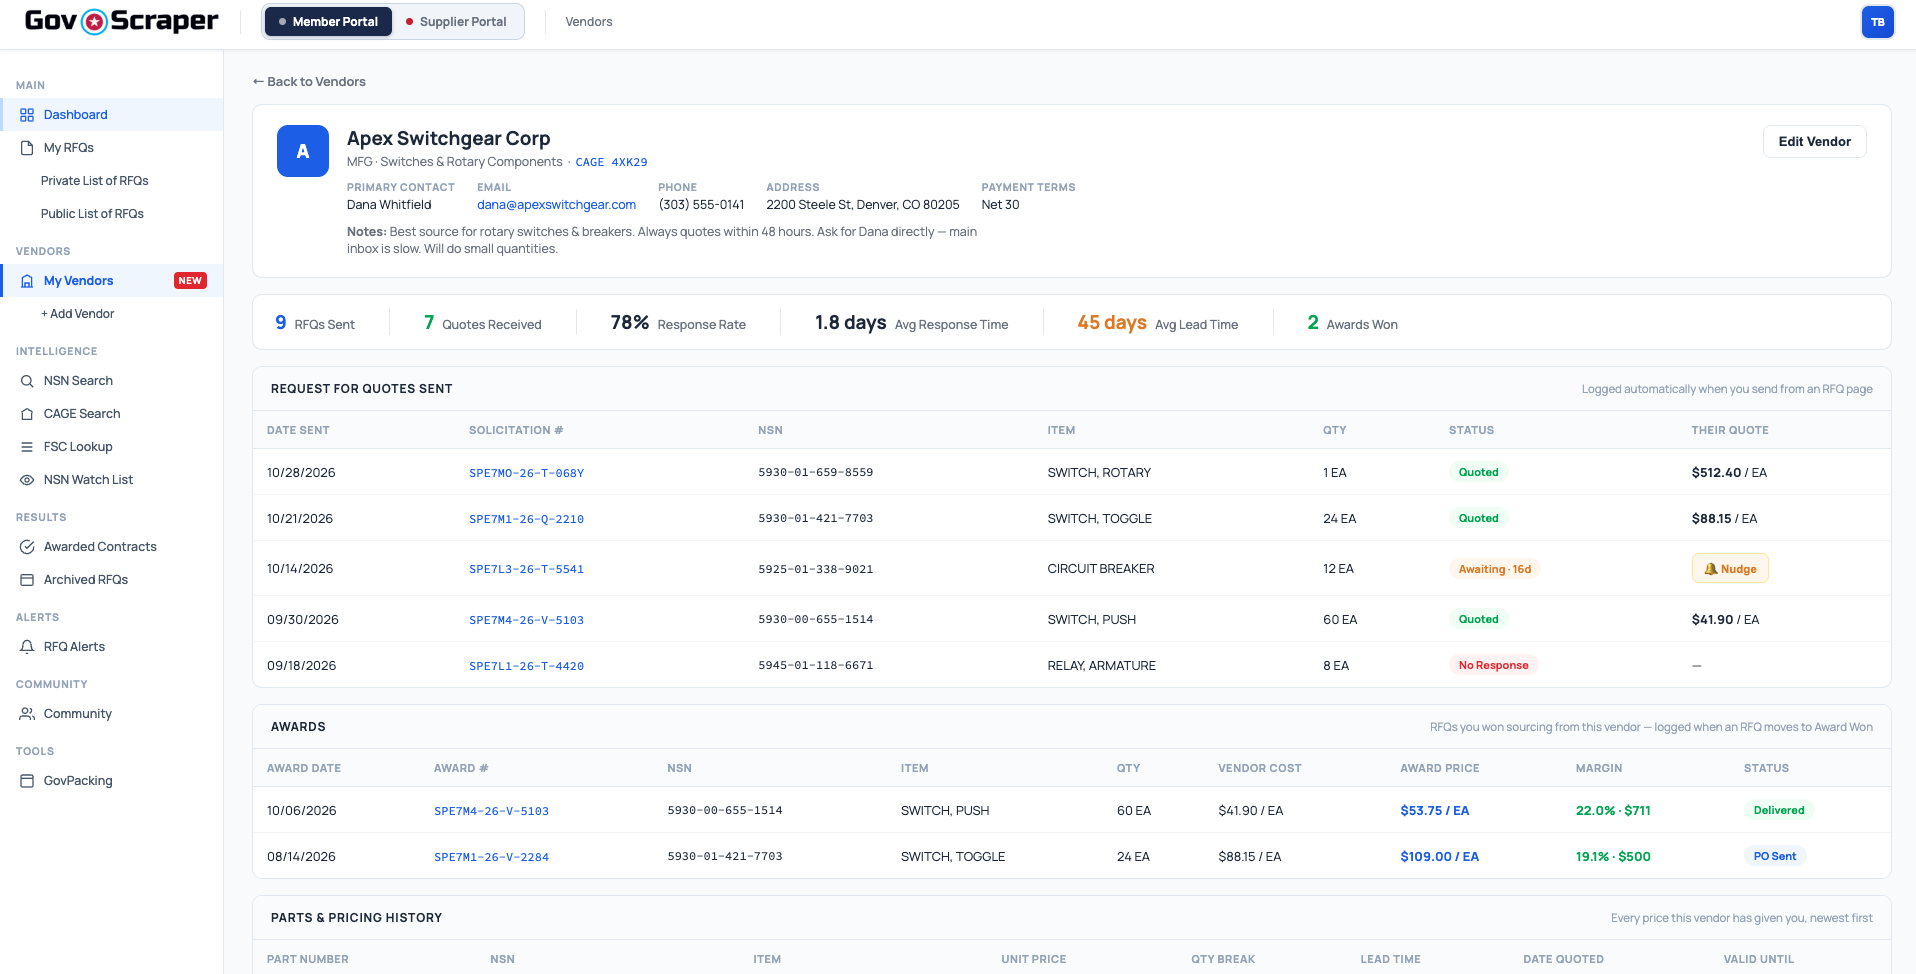 GovScraper
Member Portal
Supplier Portal
Vendors
TB
MAIN
Dashboard
My RFQs
Private List of RFQs
Public List of RFQs
VENDORS
My Vendors NEW
+ Add Vendor
INTELLIGENCE
NSN Search
CAGE Search
FSC Lookup
NSN Watch List
RESULTS
Awarded Contracts
Archived RFQs
ALERTS
RFQ Alerts
COMMUNITY
Community
TOOLS
GovPacking
← Back to Vendors
A
Apex Switchgear Corp
MFG · Switches & Rotary Components · CAGE 4XK29
Edit Vendor
PRIMARY CONTACT EMAIL PHONE ADDRESS PAYMENT TERMS
Dana Whitfield dana@apexswitchgear.com (303) 555-0141 2200 Steele St, Denver, CO 80205 Net 30
Notes: Best source for rotary switches & breakers. Always quotes within 48 hours. Ask for Dana directly — main
inbox is slow. Will do small quantities.
9 RFQs Sent 7 Quotes Received 78% Response Rate 1.8 days Avg Response Time 45 days Avg Lead Time 2 Awards Won
REQUEST FOR QUOTES SENT Logged automatically when you send from an RFQ page
DATE SENT SOLICITATION # NSN ITEM QTY STATUS THEIR QUOTE
10/28/2026 SPE7MO-26-T-068Y 5930-01-659-8559 SWITCH, ROTARY 1 EA Quoted $512.40 / EA
10/21/2026 SPE7M1-26-Q-2210 5930-01-421-7703 SWITCH, TOGGLE 24 EA Quoted $88.15 / EA
10/14/2026 SPE7L3-26-T-5541 5925-01-338-9021 CIRCUIT BREAKER 12 EA Awaiting · 16d 🔔 Nudge
09/30/2026 SPE7M4-26-V-5103 5930-00-655-1514 SWITCH, PUSH 60 EA Quoted $41.90 / EA
09/18/2026 SPE7L1-26-T-4420 5945-01-118-6671 RELAY, ARMATURE 8 EA No Response —
AWARDS RFQs you won sourcing from this vendor — logged when an RFQ moves to Award Won
AWARD DATE AWARD # NSN ITEM QTY VENDOR COST AWARD PRICE MARGIN STATUS
10/06/2026 SPE7M4-26-V-5103 5930-00-655-1514 SWITCH, PUSH 60 EA $41.90 / EA $53.75 / EA 22.0% · $711 Delivered
08/14/2026 SPE7M1-26-V-2284 5930-01-421-7703 SWITCH, TOGGLE 24 EA $88.15 / EA $109.00 / EA 19.1% · $500 PO Sent
PARTS & PRICING HISTORY Every price this vendor has given you, newest first
PART NUMBER NSN ITEM UNIT PRICE QTY BREAK LEAD TIME DATE QUOTED VALID UNTIL